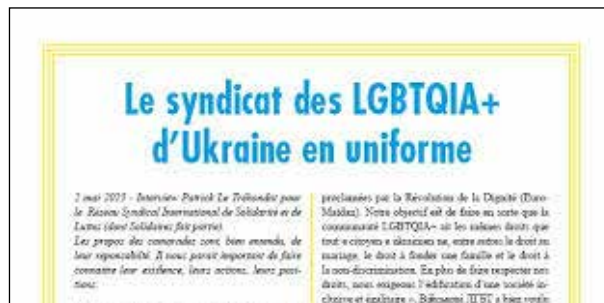 Le syndicat des LGBTQIA+
d’Ukraine en uniforme
2 mai 2023 - Interview Patrick Le Tréhondat pour
le Réseau Syndical International de Solidarité et de
Luttes (dont Solidaires fait partie)
Les propos des camarades sont, bien entendu, de
leur reponsabilité. Il nous parait important de faire
connaitre leur existence, leurs actions, leurs posi-
tions.
proclamées par la Révolution de la Dignité (Euro-
Maïdan). Notre objectif est de faire en sorte que la
communauté LGBTQIA+ ait les mêmes droits que
tout·e citoyen·e ukrainien·ne, entre autres le droit au
mariage, le droit à fonder une famille et le droit à
la non-discrimination. En plus de faire respecter nos
droits, nous exigeons l’édification d’une société in-
clusive et égalitaire ». a bien voulu